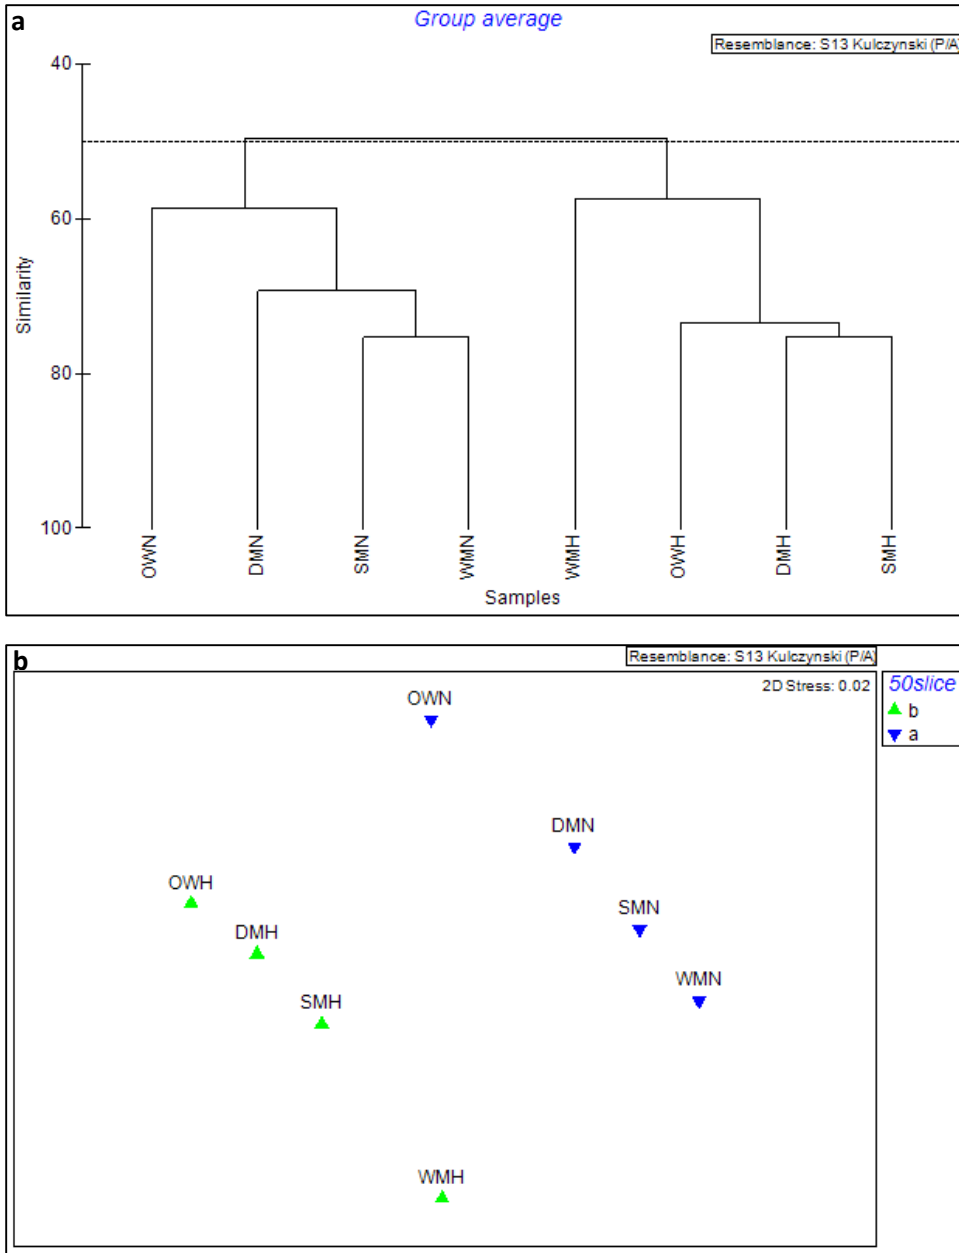 a
Group average
Resemblance: S13 Kulczynski (P/A)
40
60
80
100
Similarity
OWN
DMN
SMN
WMN
WMH
OWH
DMH
SMH
Samples
b
Resemblance: S13 Kulczynski (P/A)
2D Stress: 0.02
50slice
b
a
OWN
DMN
OWH
SMN
DMH
WMN
SMH
WMH